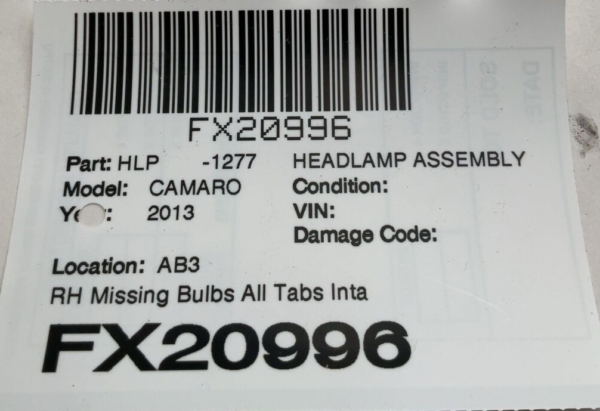 FX20996
Part: HLP -1277 HEADLAMP ASSEMBLY
Model: CAMARO Condition:
2013 VIN:
Damage Code:
Location: AB3
RH Missing Bulbs All Tabs Inta
FX20996